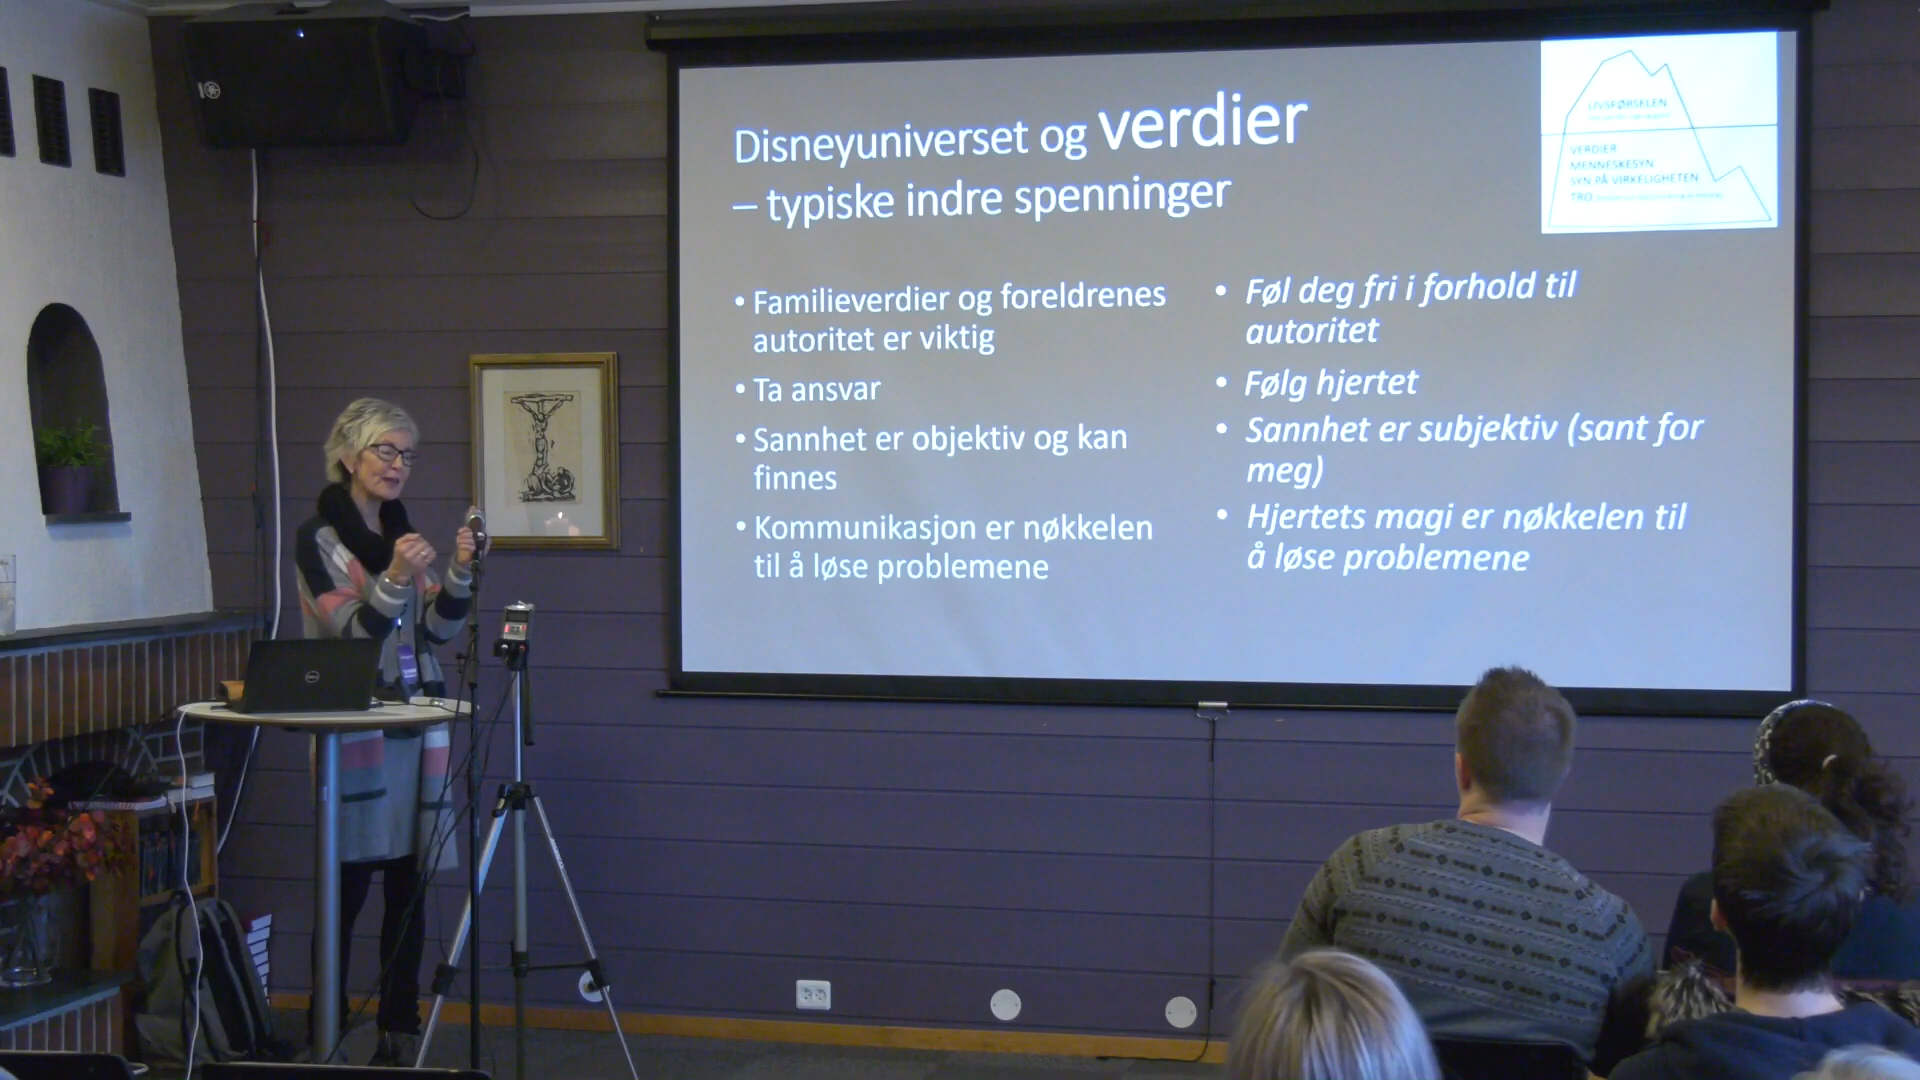 Disneyuniverset og verdier
– typiske indre spenninger
• Familieverdier og foreldrenes
autoritet er viktig
• Ta ansvar
• Sannhet er objektiv og kan
finnes
• Kommunikasjon er nøkkelen
til å løse problemene
• Føl deg fri i forhold til
autoritet
• Følg hjertet
• Sannhet er subjektiv (sant for
meg)
• Hjertets magi er nøkkelen til
å løse problemene
LIVSFØRSELEN
VERDIER
MENNESKESYN
SYN PÅ VIRKELIGHETEN
TRO
DELL